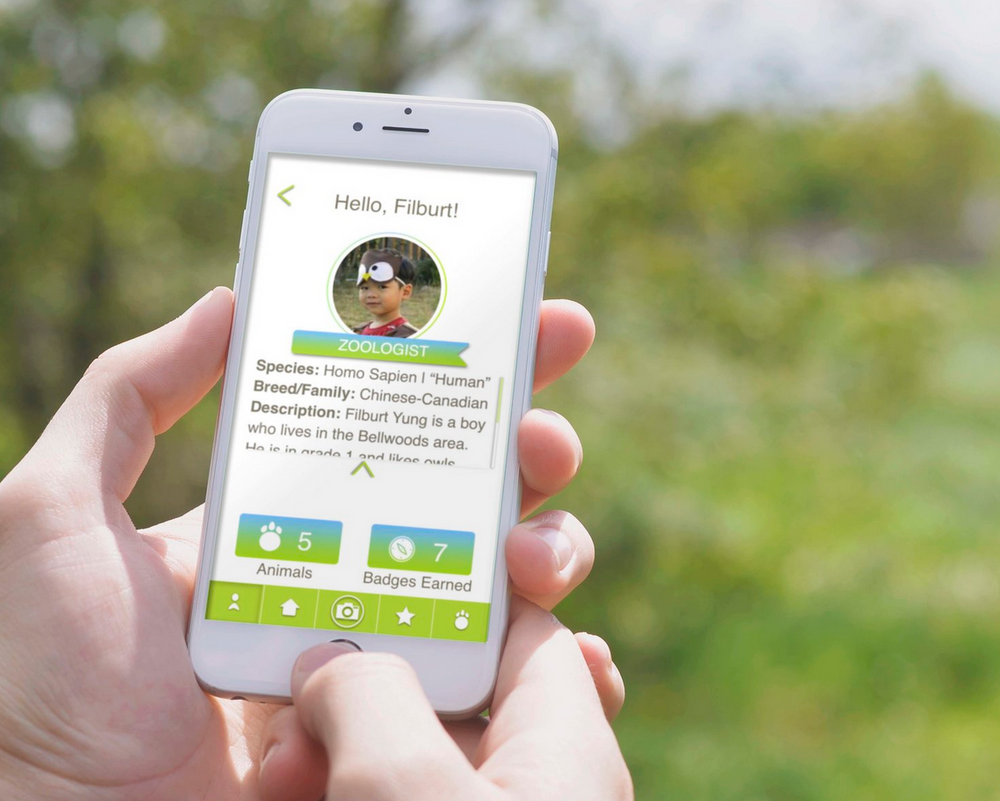 Hello, Filburt!
ZOOLOGIST
Species: Homo Sapien | "Human"
Breed/Family: Chinese-Canadian
Description: Filburt Yung is a boy
who lives in the Bellwoods area.
He is in grade 1 and likes owls.
5
7
Animals
Badges Earned